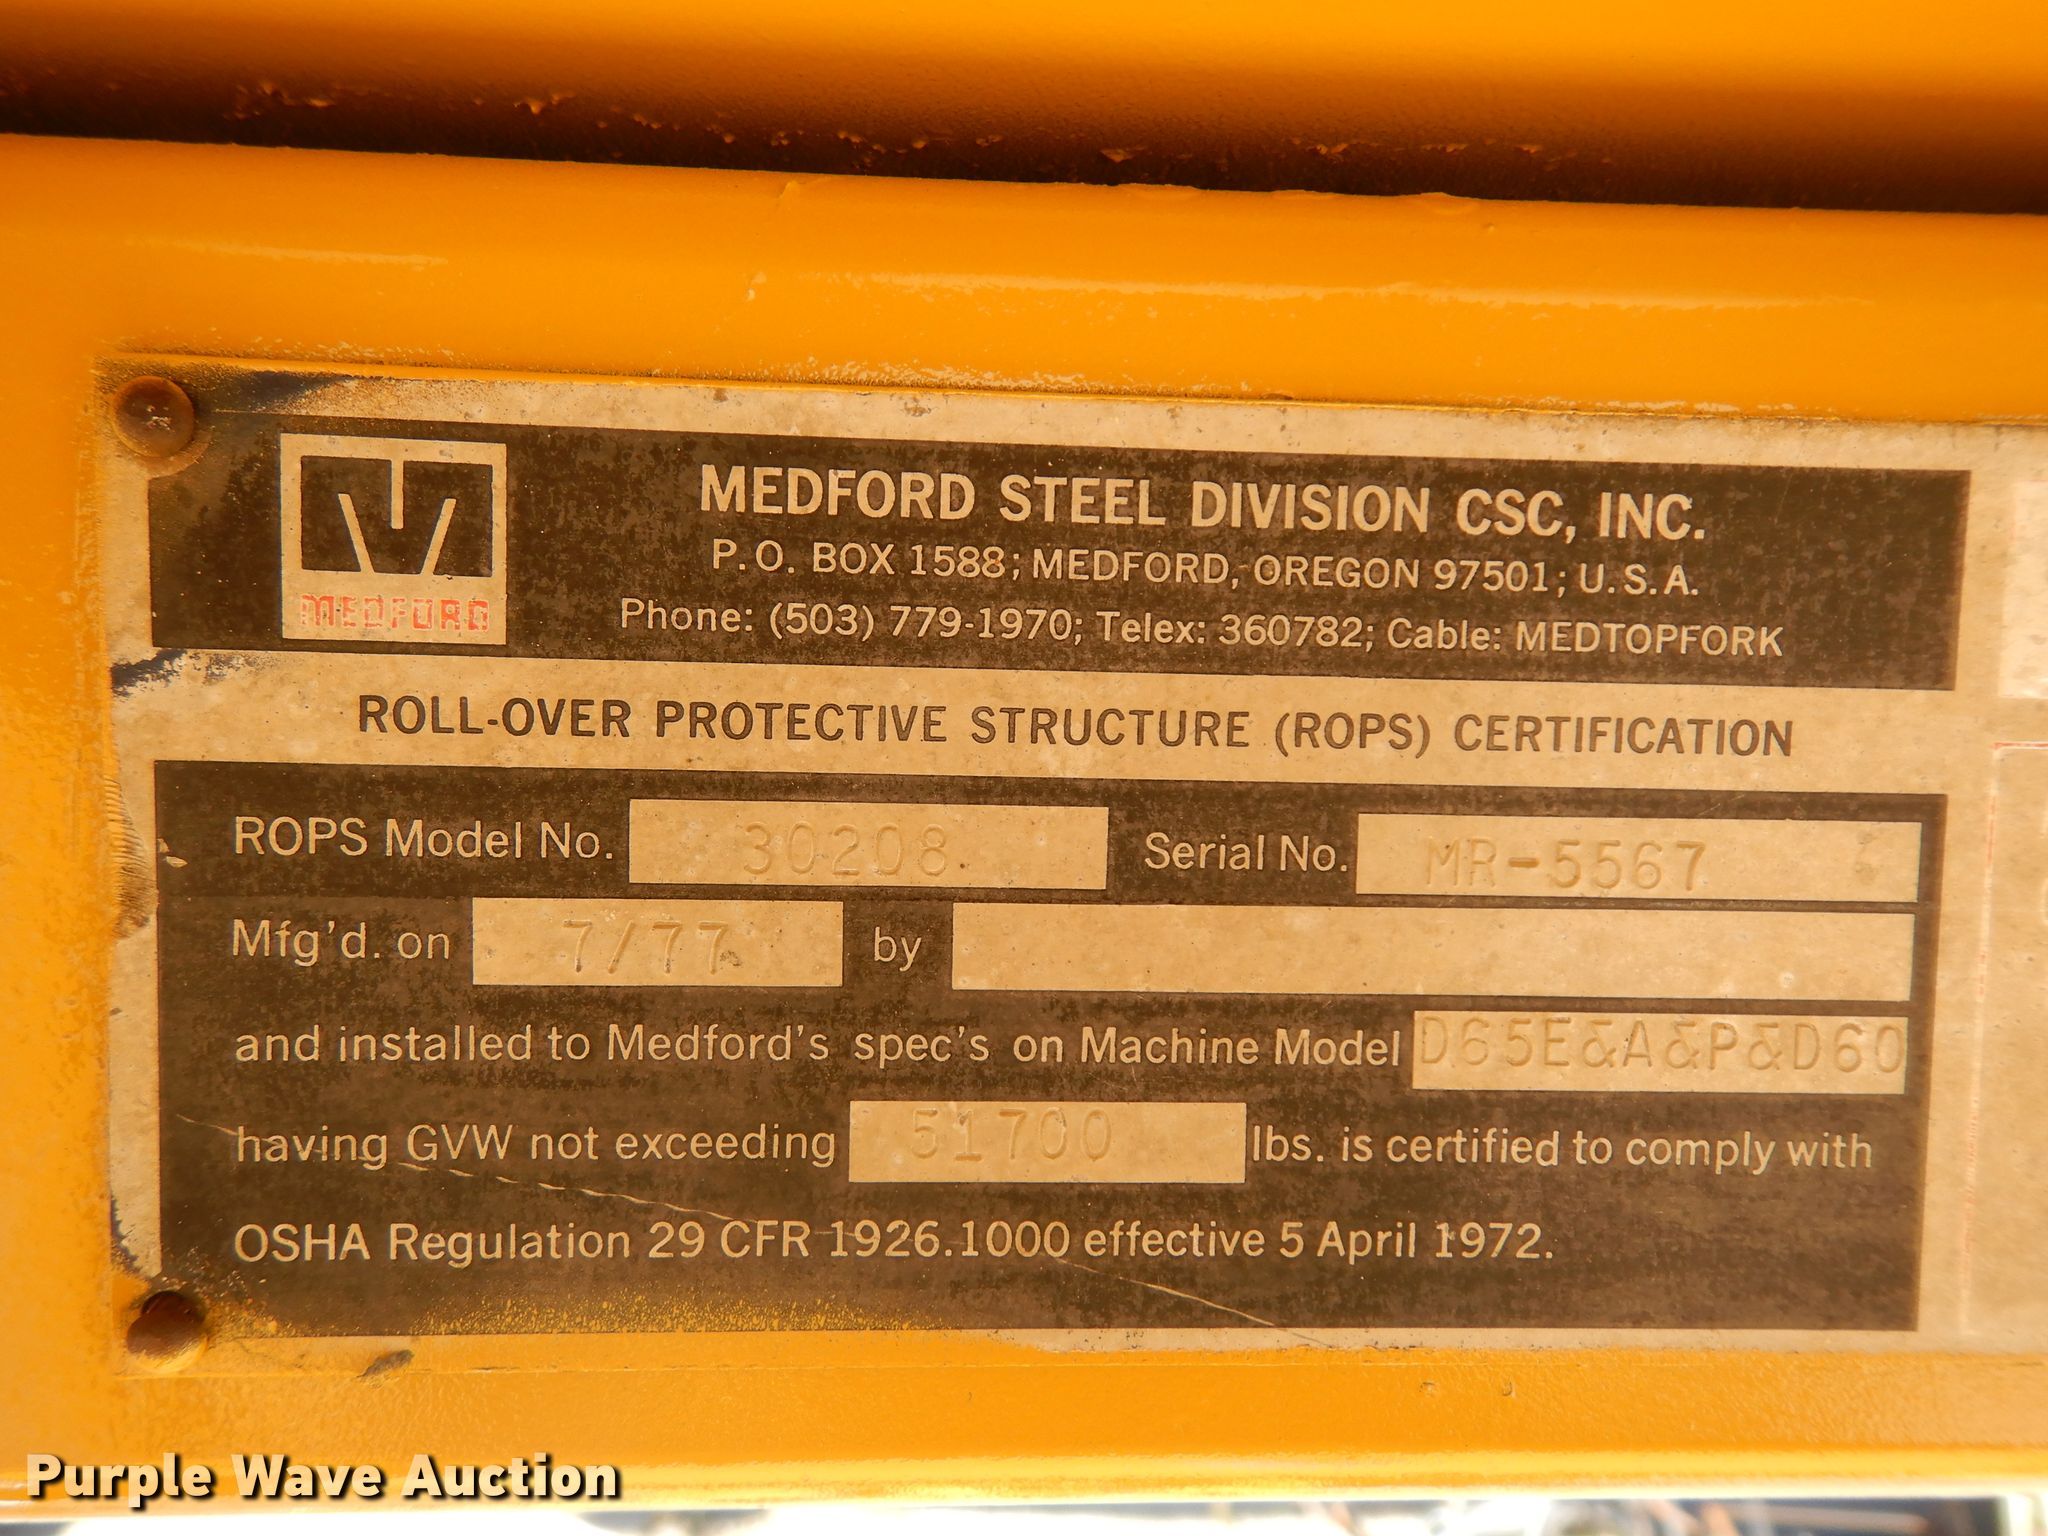 MEDFORD
MEDFORD STEEL DIVISION CSC, INC.
P.O. BOX 1588; MEDFORD, OREGON 97501; U.S.A.
Phone: (503) 779-1970; Telex: 360782; Cable: MEDTOPFORK
ROLL-OVER PROTECTIVE STRUCTURE (ROPS) CERTIFICATION
ROPS Model No. 30208 Serial No. MR-5567
Mfg'd. on 7/77 by
and installed to Medford's spec's on Machine Model D65E&A&P&D60
having GVW not exceeding 51700 lbs. is certified to comply with
OSHA Regulation 29 CFR 1926.1000 effective 5 April 1972.
Purple Wave Auction